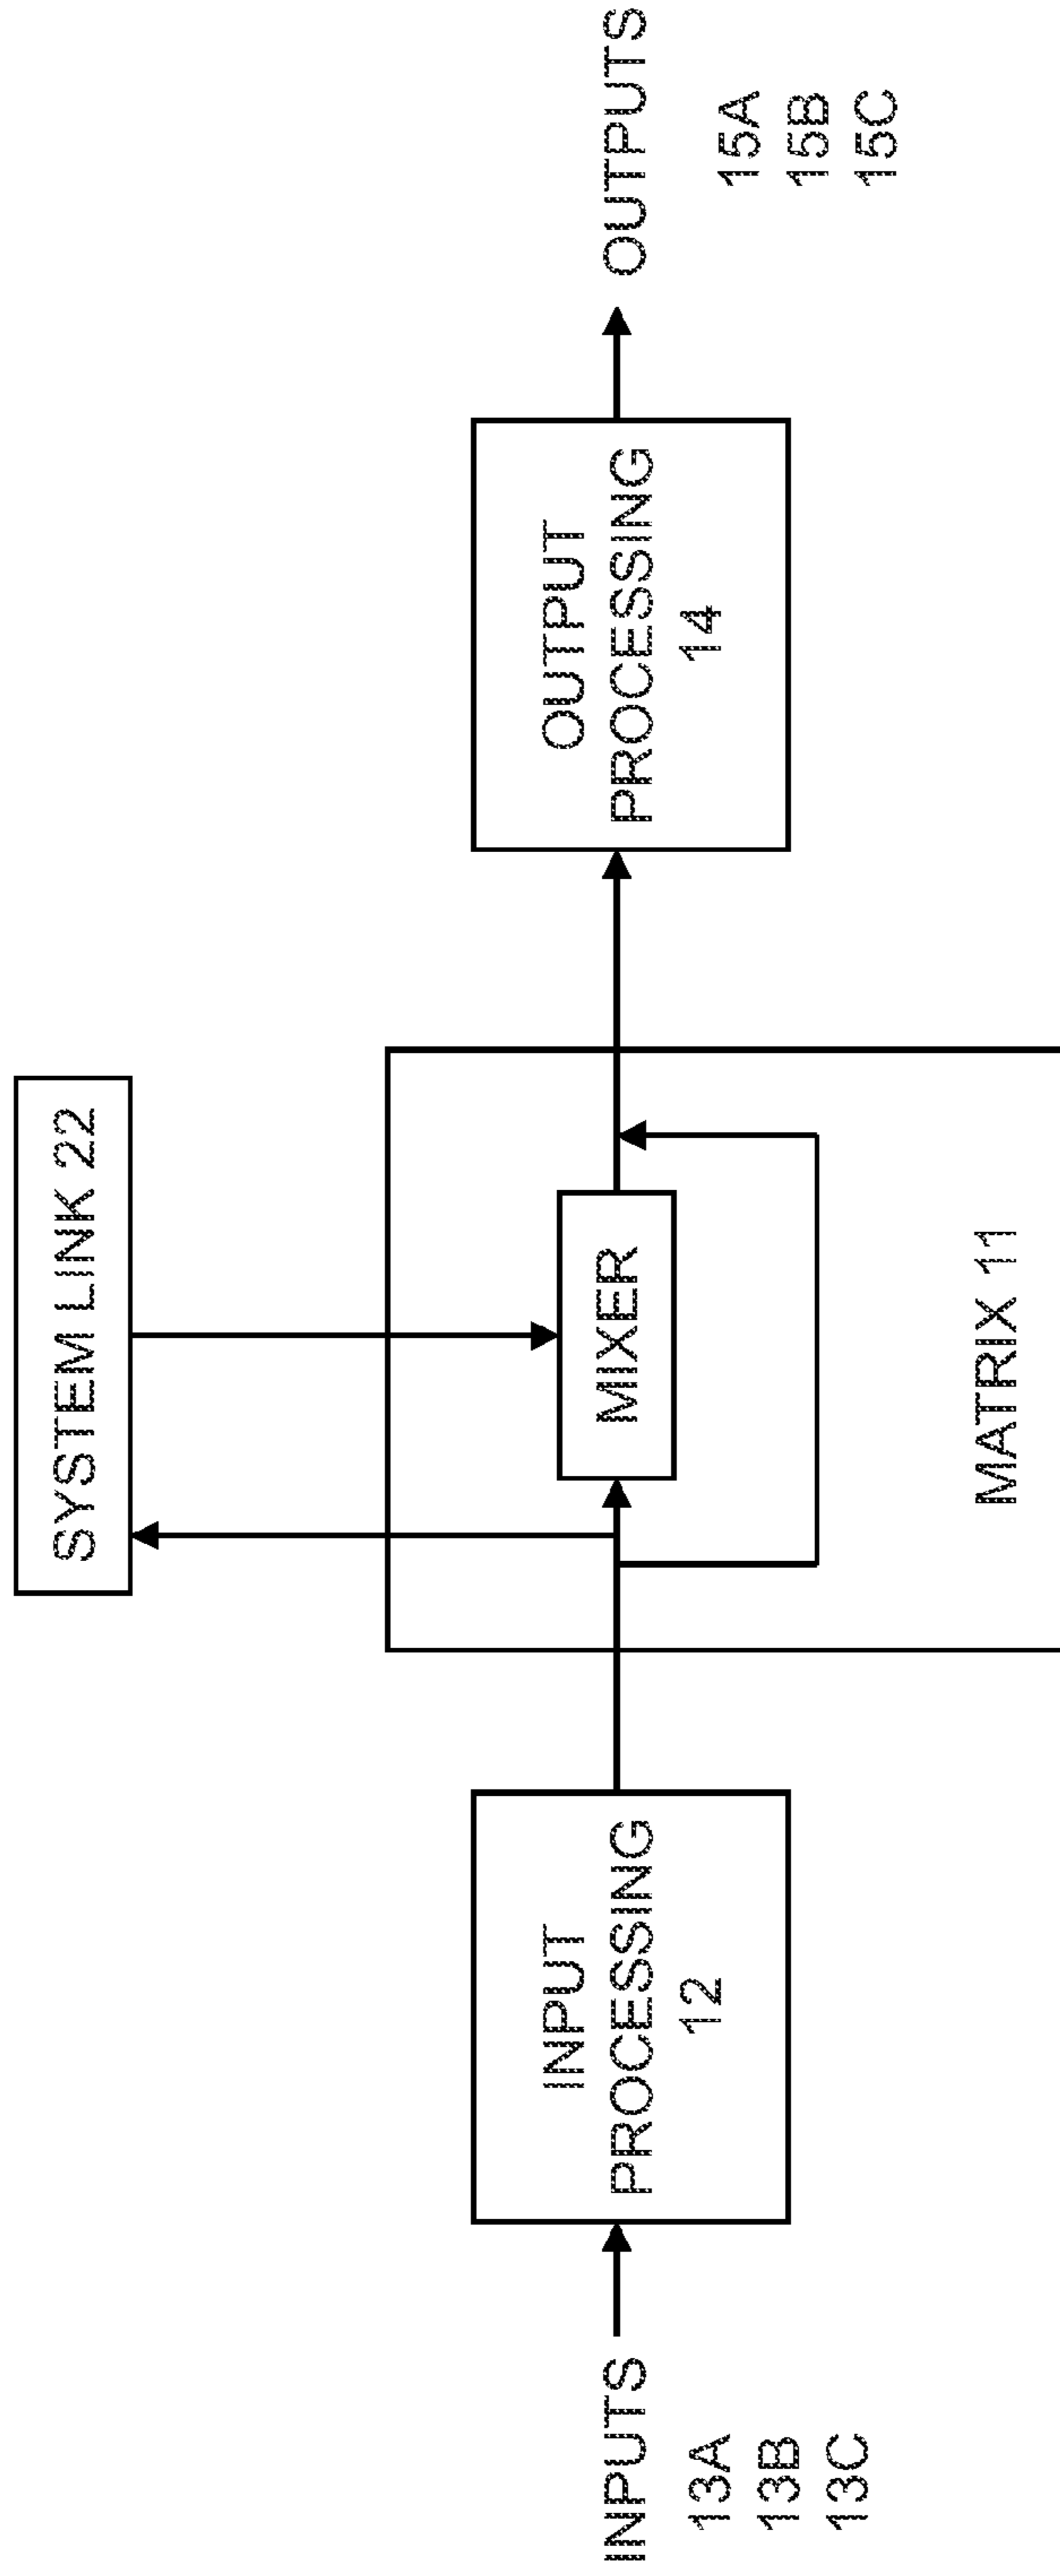 SYSTEM LINK 22
INPUTS
13A
13B
13C
INPUT
PROCESSING
12
MIXER
MATRIX 11
OUTPUT
PROCESSING
14
OUTPUTS
15A
15B
15C